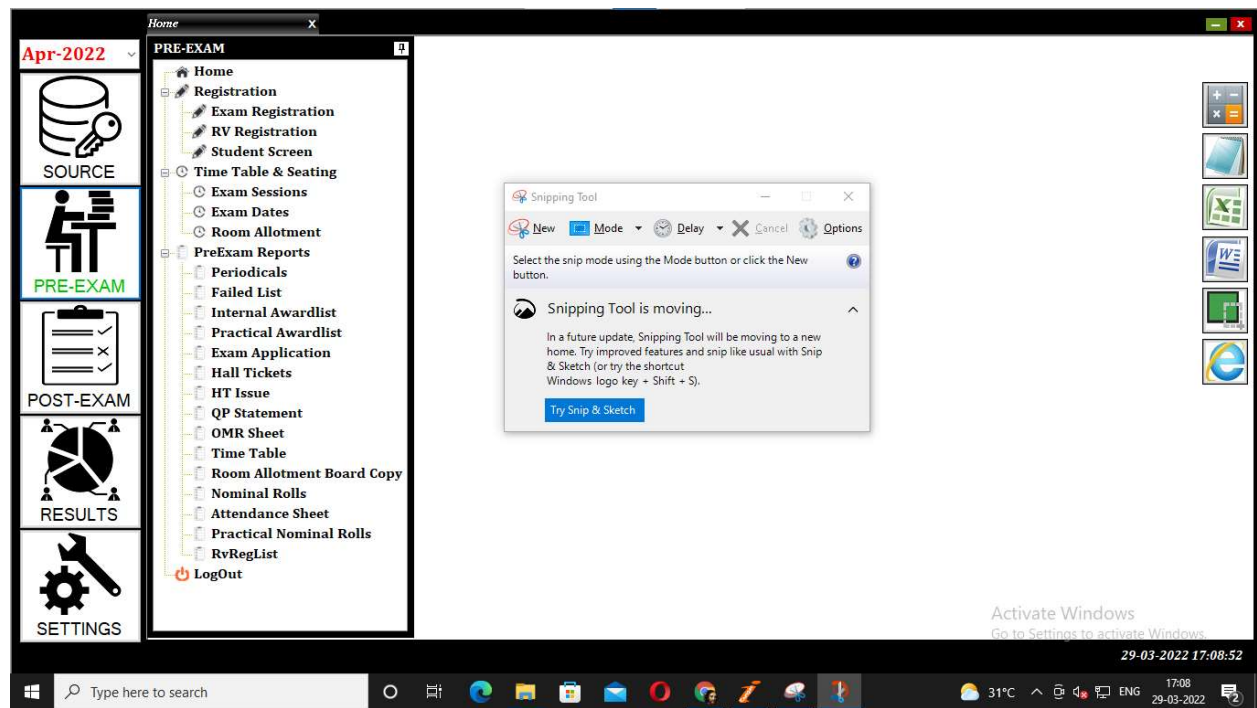 Home x
Apr-2022
SOURCE
PRE-EXAM
POST-EXAM
RESULTS
SETTINGS
PRE-EXAM
Home
Registration
Exam Registration
RV Registration
Student Screen
Time Table & Seating
Exam Sessions
Exam Dates
Room Allotment
PreExam Reports
Periodicals
Failed List
Internal Awardlist
Practical Awardlist
Exam Application
Hall Tickets
HT Issue
QP Statement
OMR Sheet
Time Table
Room Allotment Board Copy
Nominal Rolls
Attendance Sheet
Practical Nominal Rolls
RvRegList
LogOut
Snipping Tool
New Mode Delay Cancel Options
Select the snip mode using the Mode button or click the New
button.
Snipping Tool is moving...
In a future update, Snipping Tool will be moving to a new
home. Try improved features and snip like usual with Snip
& Sketch (or try the shortcut
Windows logo key + Shift + S).
Try Snip & Sketch
Activate Windows
Go to Settings to activate Windows.
29-03-2022 17:08:52
Type here to search
31°C ENG
17:08
29-03-2022
2